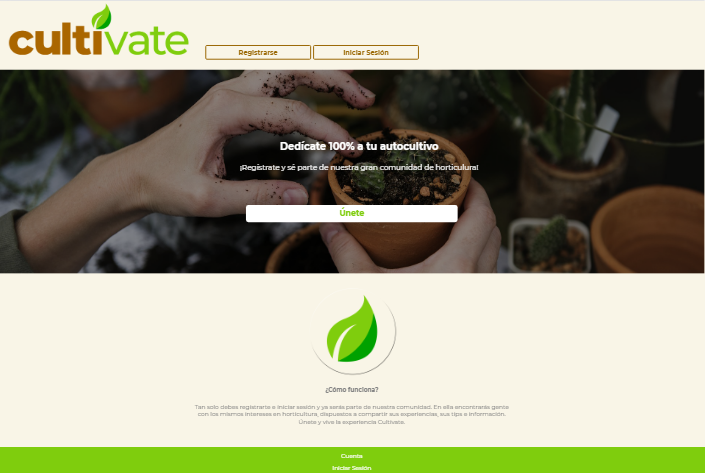 cultivate
Registrarse
Iniciar Sesión
Dedícate 100% a tu autocultivo
¡Regístrate y sé parte de nuestra gran comunidad de horticulura!
Únete
¿Cómo funciona?
Tan solo debes registrarte e iniciar sesión y ya serás parte de nuestra comunidad. En ella encontrarás gente
con los mismos intereses en horticultura, dispuestos a compartir sus experiencias, sus tips e información.
Únete y vive la experiencia Cultivate.
Cuenta
Iniciar Sesión